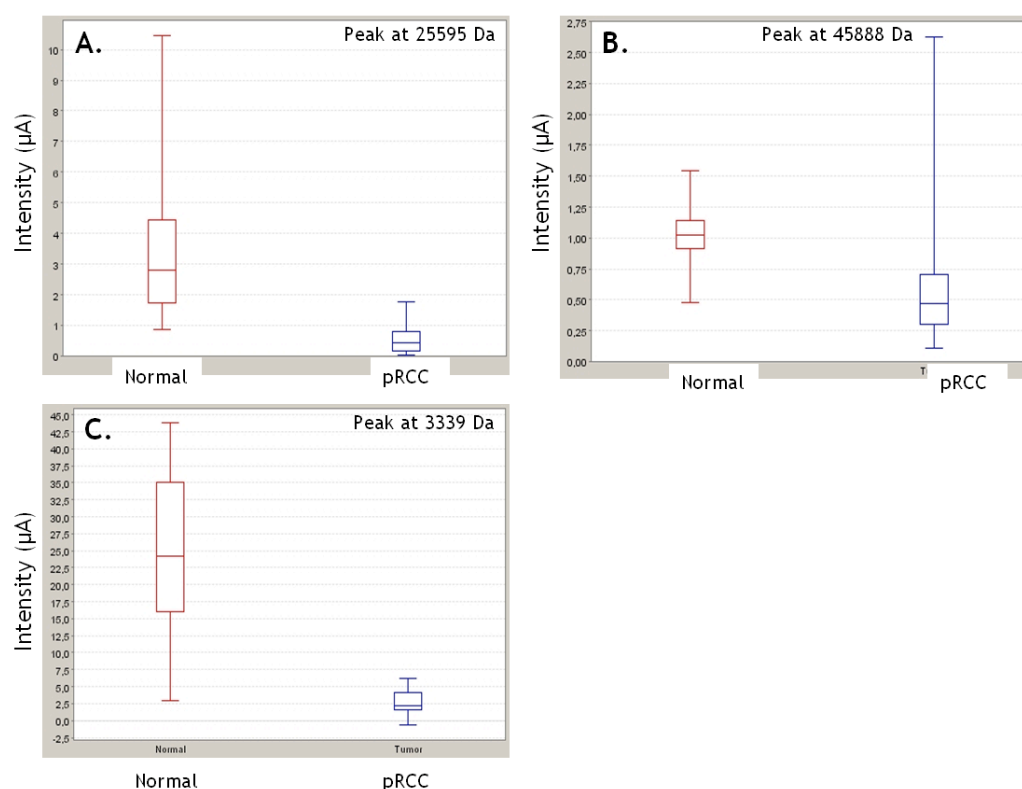 A.
Peak at 25595 Da
Intensity (µA)
10
9
8
7
6
5
4
3
2
1
0
Normal
pRCC
B.
Peak at 45888 Da
Intensity (µA)
2,75
2,50
2,25
2,00
1,75
1,50
1,25
1,00
0,75
0,50
0,25
0,00
Normal
pRCC
C.
Peak at 3339 Da
Intensity (µA)
45,0
42,5
40,0
37,5
35,0
32,5
30,0
27,5
25,0
22,5
20,0
17,5
15,0
12,5
10,0
7,5
5,0
2,5
0,0
-2,5
Normal
Tumor
Normal
pRCC